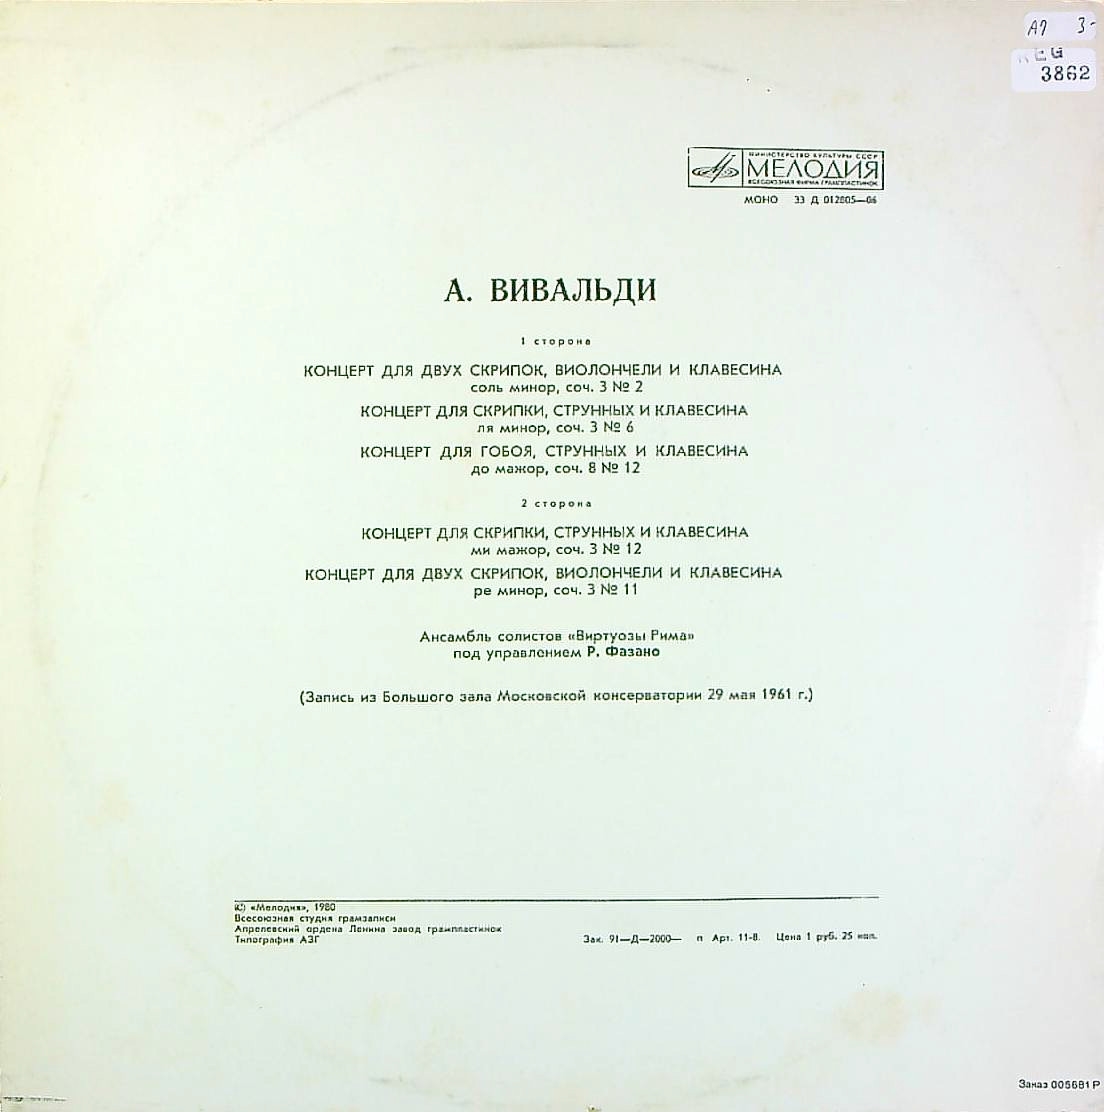 А7 3-
REG
3862
МИНИСТЕРСТВО КУЛЬТУРЫ СССР
МЕЛОДИЯ
ВСЕСОЮЗНАЯ ФИРМА ГРАМПЛАСТИНОК
МОНО 33 Д 012805—06
А. ВИВАЛЬДИ
1 сторона
КОНЦЕРТ ДЛЯ ДВУХ СКРИПОК, ВИОЛОНЧЕЛИ И КЛАВЕСИНА
соль минор, соч. 3 № 2
КОНЦЕРТ ДЛЯ СКРИПКИ, СТРУННЫХ И КЛАВЕСИНА
ля минор, соч. 3 № 6
КОНЦЕРТ ДЛЯ ГОБОЯ, СТРУННЫХ И КЛАВЕСИНА
до мажор, соч. 8 № 12
2 сторона
КОНЦЕРТ ДЛЯ СКРИПКИ, СТРУННЫХ И КЛАВЕСИНА
ми мажор, соч. 3 № 12
КОНЦЕРТ ДЛЯ ДВУХ СКРИПОК, ВИОЛОНЧЕЛИ И КЛАВЕСИНА
ре минор, соч. 3 № 11
Ансамбль солистов «Виртуозы Рима»
под управлением Р. Фазано
(Запись из Большого зала Московской консерватории 29 мая 1961 г.)
© «Мелодия», 1980
Всесоюзная студия грамзаписи
Апрелевский ордена Ленина завод грампластинок
Типография АЗГ
Зак. 91—Д—2000— п Арт. 11-8. Цена 1 руб. 25 коп.
Заказ 005681 Р